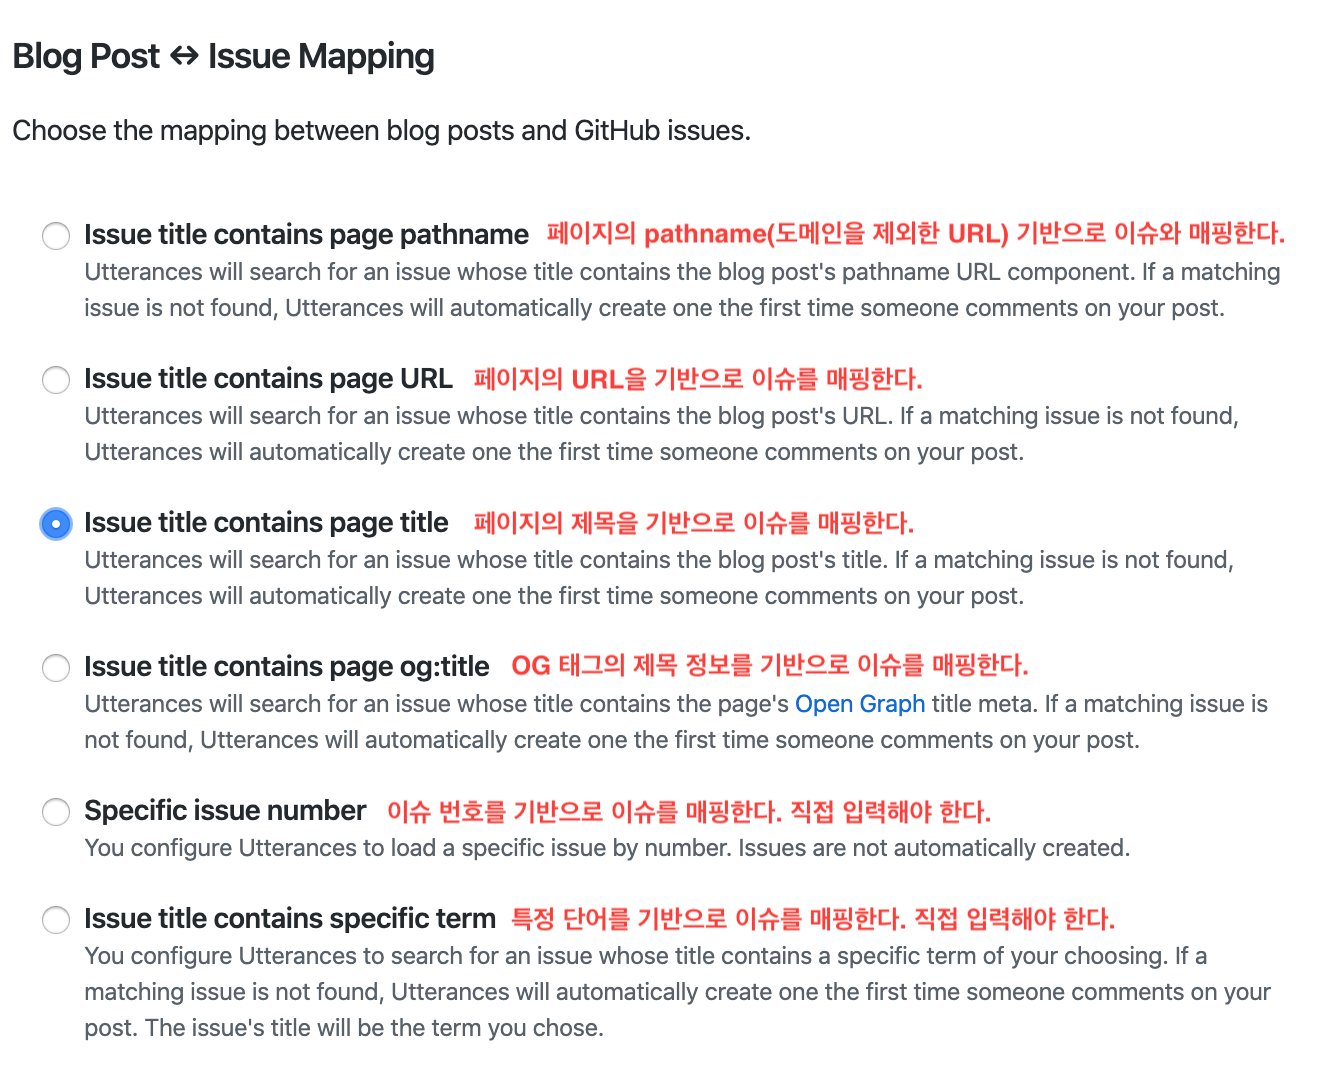 Blog Post ↔ Issue Mapping
Choose the mapping between blog posts and GitHub issues.
Issue title contains page pathname 페이지의 pathname(도메인을 제외한 URL) 기반으로 이슈와 매핑한다.
Utterances will search for an issue whose title contains the blog post's pathname URL component. If a matching
issue is not found, Utterances will automatically create one the first time someone comments on your post.
Issue title contains page URL 페이지의 URL을 기반으로 이슈를 매핑한다.
Utterances will search for an issue whose title contains the blog post's URL. If a matching issue is not found,
Utterances will automatically create one the first time someone comments on your post.
Issue title contains page title 페이지의 제목을 기반으로 이슈를 매핑한다.
Utterances will search for an issue whose title contains the blog post's title. If a matching issue is not found,
Utterances will automatically create one the first time someone comments on your post.
Issue title contains page og:title OG 태그의 제목 정보를 기반으로 이슈를 매핑한다.
Utterances will search for an issue whose title contains the page's Open Graph title meta. If a matching issue is
not found, Utterances will automatically create one the first time someone comments on your post.
Specific issue number 이슈 번호를 기반으로 이슈를 매핑한다. 직접 입력해야 한다.
You configure Utterances to load a specific issue by number. Issues are not automatically created.
Issue title contains specific term 특정 단어를 기반으로 이슈를 매핑한다. 직접 입력해야 한다.
You configure Utterances to search for an issue whose title contains a specific term of your choosing. If a
matching issue is not found, Utterances will automatically create one the first time someone comments on your
post. The issue's title will be the term you chose.